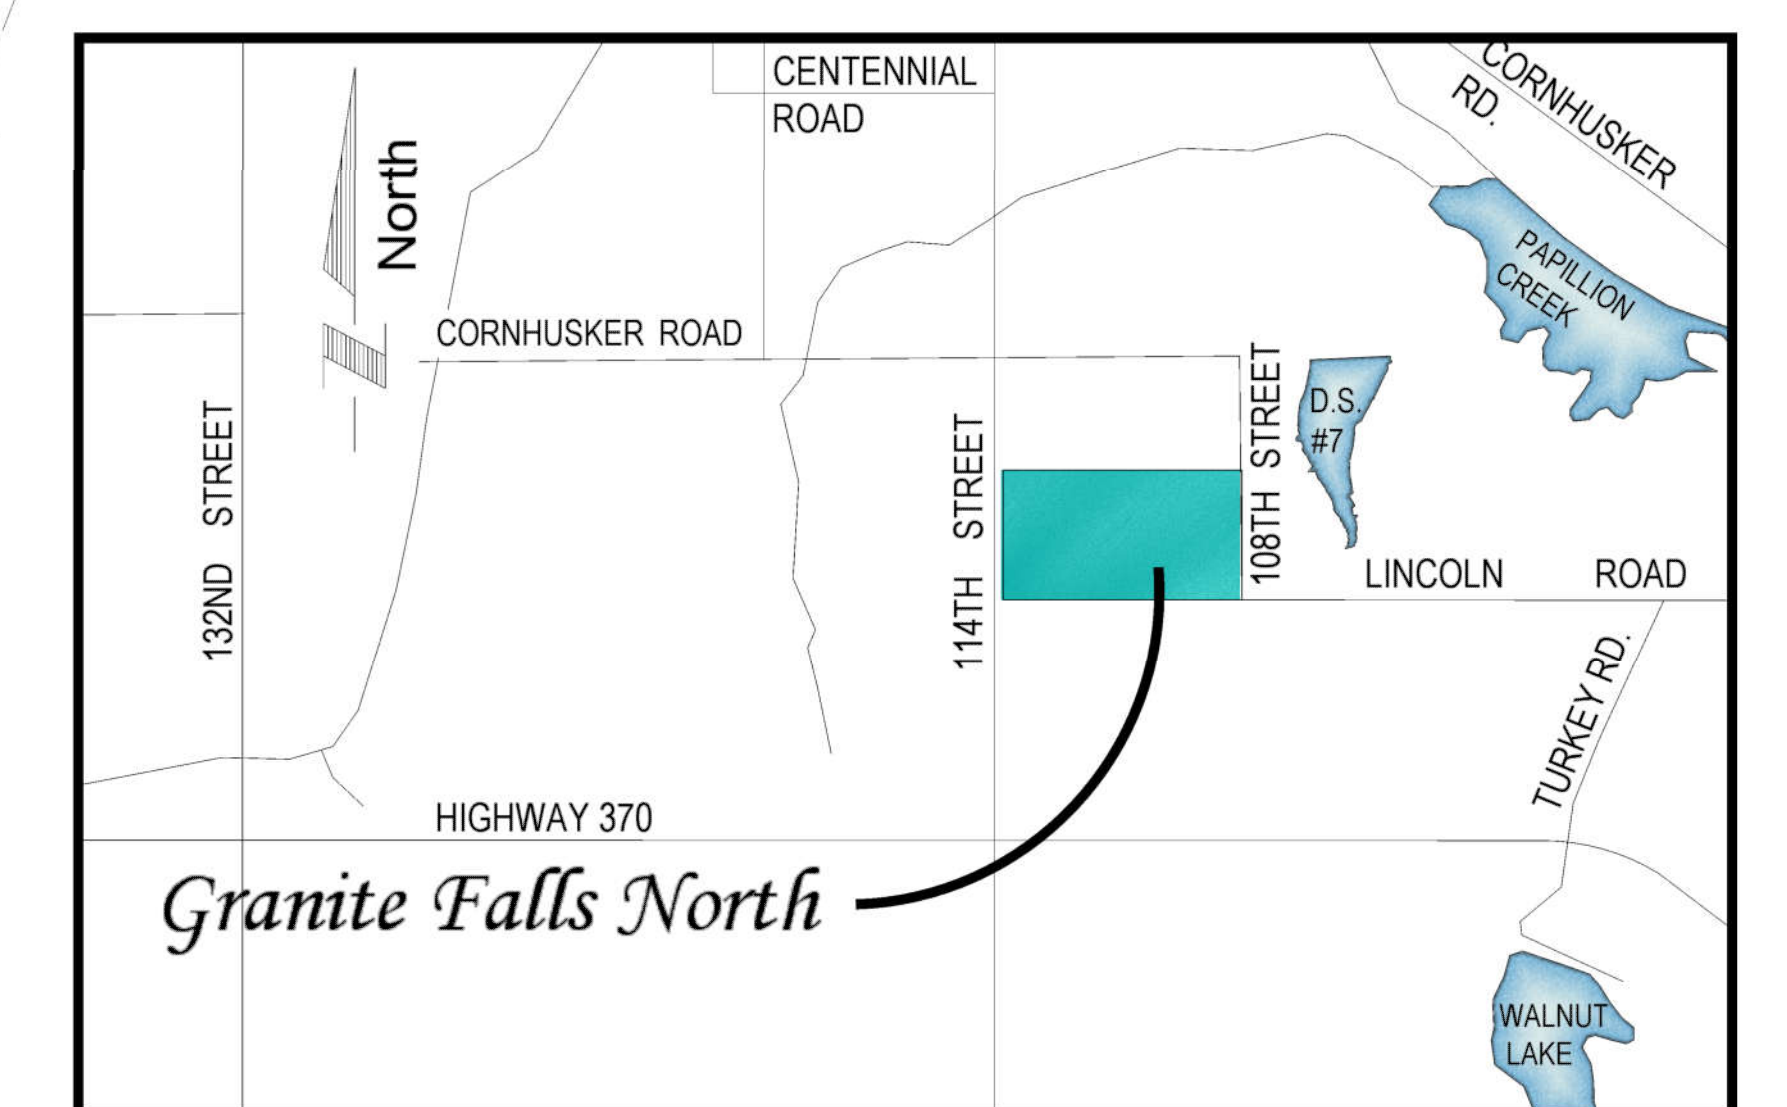 CENTENNIAL
ROAD
CORNHUSKER
RD.
North
PAPILLION
CREEK
CORNHUSKER ROAD
D.S.
#7
132ND STREET
114TH STREET
108TH STREET
LINCOLN ROAD
TURKEY RD.
HIGHWAY 370
Granite Falls North
WALNUT
LAKE